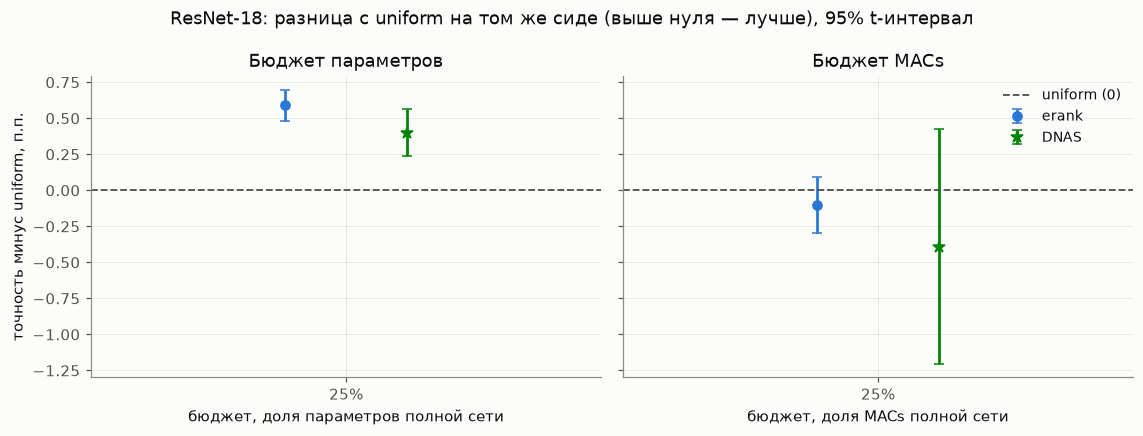 ResNet-18: разница с uniform на том же сиде (выше нуля — лучше), 95% t-интервал
Бюджет параметров
точность минус uniform, п.п.
0.75
0.50
0.25
0.00
−0.25
−0.50
−0.75
−1.00
−1.25
25%
бюджет, доля параметров полной сети
Бюджет MACs
uniform (0)
erank
DNAS
25%
бюджет, доля MACs полной сети